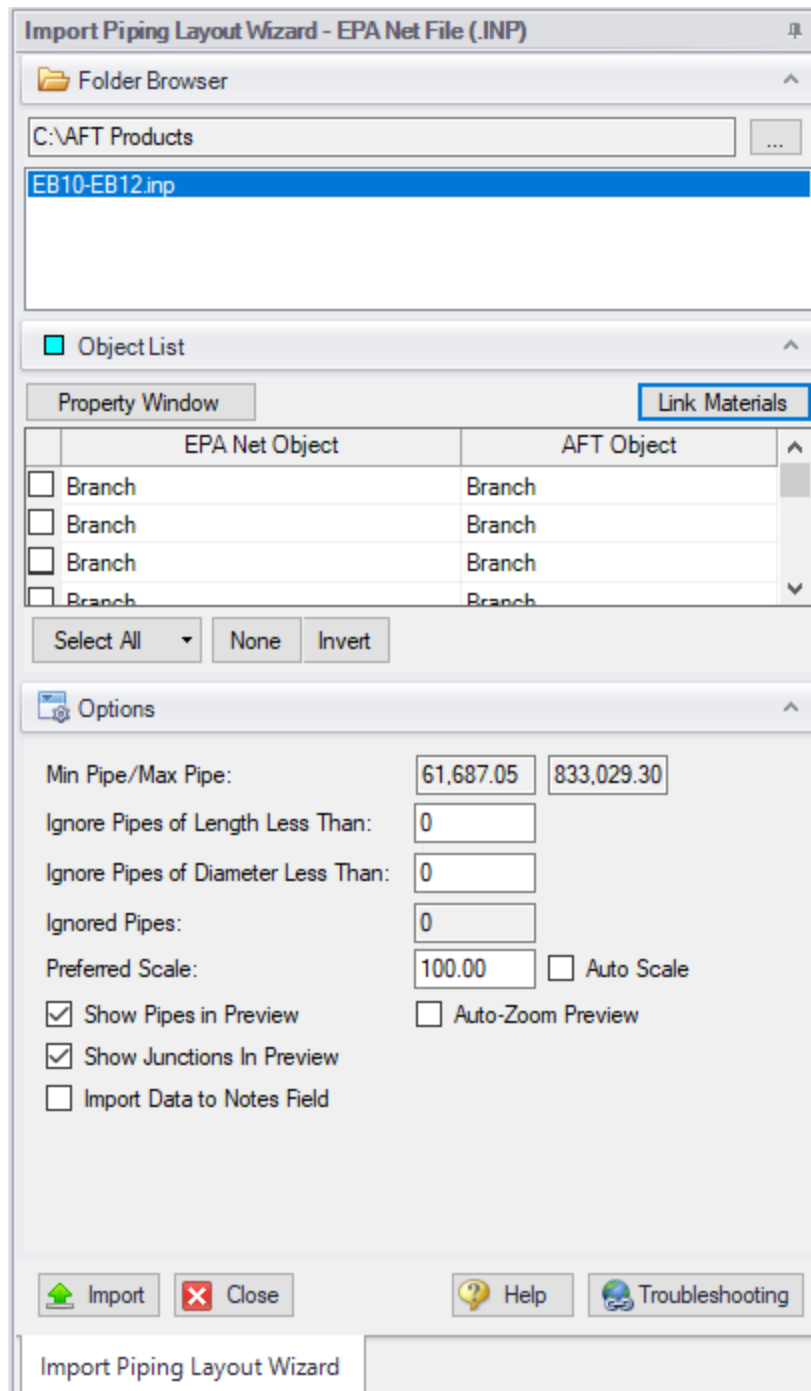 Import Piping Layout Wizard - EPA Net File (.INP)
Folder Browser
C:\AFT Products ...
EB10-EB12.inp
Object List
Property Window Link Materials
EPA Net Object AFT Object
Branch Branch
Branch Branch
Branch Branch
Branch Branch
Select All None Invert
Options
Min Pipe/Max Pipe: 61,687.05 833,029.30
Ignore Pipes of Length Less Than: 0
Ignore Pipes of Diameter Less Than: 0
Ignored Pipes: 0
Preferred Scale: 100.00 Auto Scale
Show Pipes in Preview Auto-Zoom Preview
Show Junctions In Preview
Import Data to Notes Field
Import Close Help Troubleshooting
Import Piping Layout Wizard